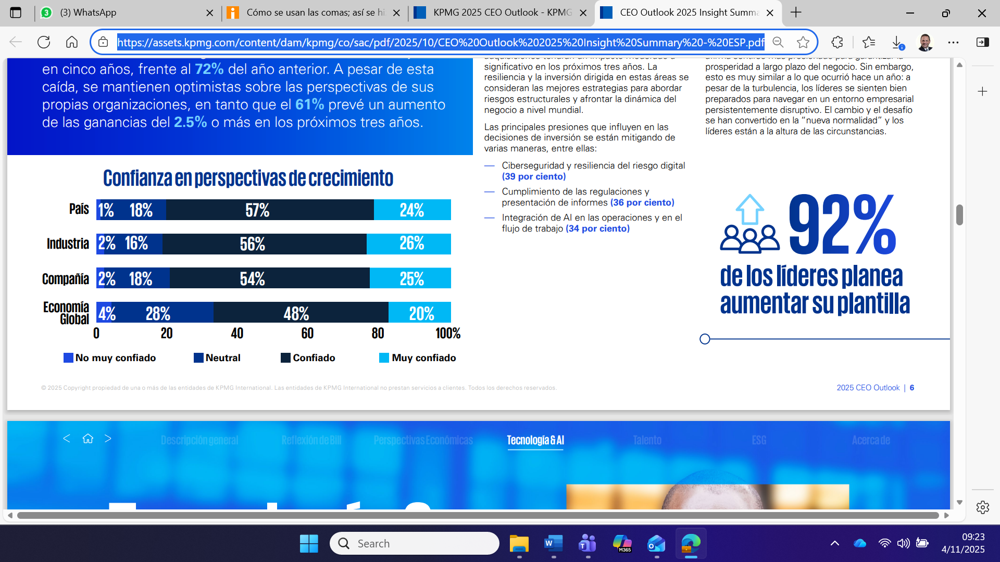 (3) WhatsApp
Cómo se usan las comas; así se hi
KPMG 2025 CEO Outlook - KPMG
CEO Outlook 2025 Insight Summa
https://assets.kpmg.com/content/dam/kpmg/co/sac/pdf/2025/10/CEO%20Outlook%202025%20Insight%20Summary%20-%20ESP.pdf
en cinco años, frente al 72% del año anterior. A pesar de esta
caída, se mantienen optimistas sobre las perspectivas de sus
propias organizaciones, en tanto que el 61% prevé un aumento
de las ganancias del 2.5% o más en los próximos tres años.
Confianza en perspectivas de crecimiento
País 1% 18% 57% 24%
Industria 2% 16% 56% 26%
Compañía 2% 18% 54% 25%
Economía
Global 4% 28% 48% 20%
0 20 40 60 80 100%
No muy confiado Neutral Confiado Muy confiado
adquisiciones tendrán un impacto moderado a
significativo en los próximos tres años. La
resiliencia y la inversión dirigida en estas áreas se
consideran las mejores estrategias para abordar
riesgos estructurales y afrontar la dinámica del
negocio a nivel mundial.
Las principales presiones que influyen en las
decisiones de inversión se están mitigando de
varias maneras, entre ellas:
— Ciberseguridad y resiliencia del riesgo digital
(39 por ciento)
— Cumplimiento de las regulaciones y
presentación de informes (36 por ciento)
— Integración de AI en las operaciones y en el
flujo de trabajo (34 por ciento)
afirma sentirse más presionado para garantizar la
prosperidad a largo plazo del negocio. Sin embargo,
esto es muy similar a lo que ocurrió hace un año: a
pesar de la turbulencia, los líderes se sienten bien
preparados para navegar en un entorno empresarial
persistentemente disruptivo. El cambio y el desafío
se han convertido en la “nueva normalidad” y los
líderes están a la altura de las circunstancias.
92%
de los líderes planea
aumentar su plantilla
© 2025 Copyright propiedad de una o más de las entidades de KPMG International. Las entidades de KPMG International no prestan servicios a clientes. Todos los derechos reservados.
2025 CEO Outlook | 6
Descripción general
Reflexión de Bill
Perspectivas Económicas
Tecnología & AI
Talento
ESG
Acerca de
Search
M365
09:23
4/11/2025